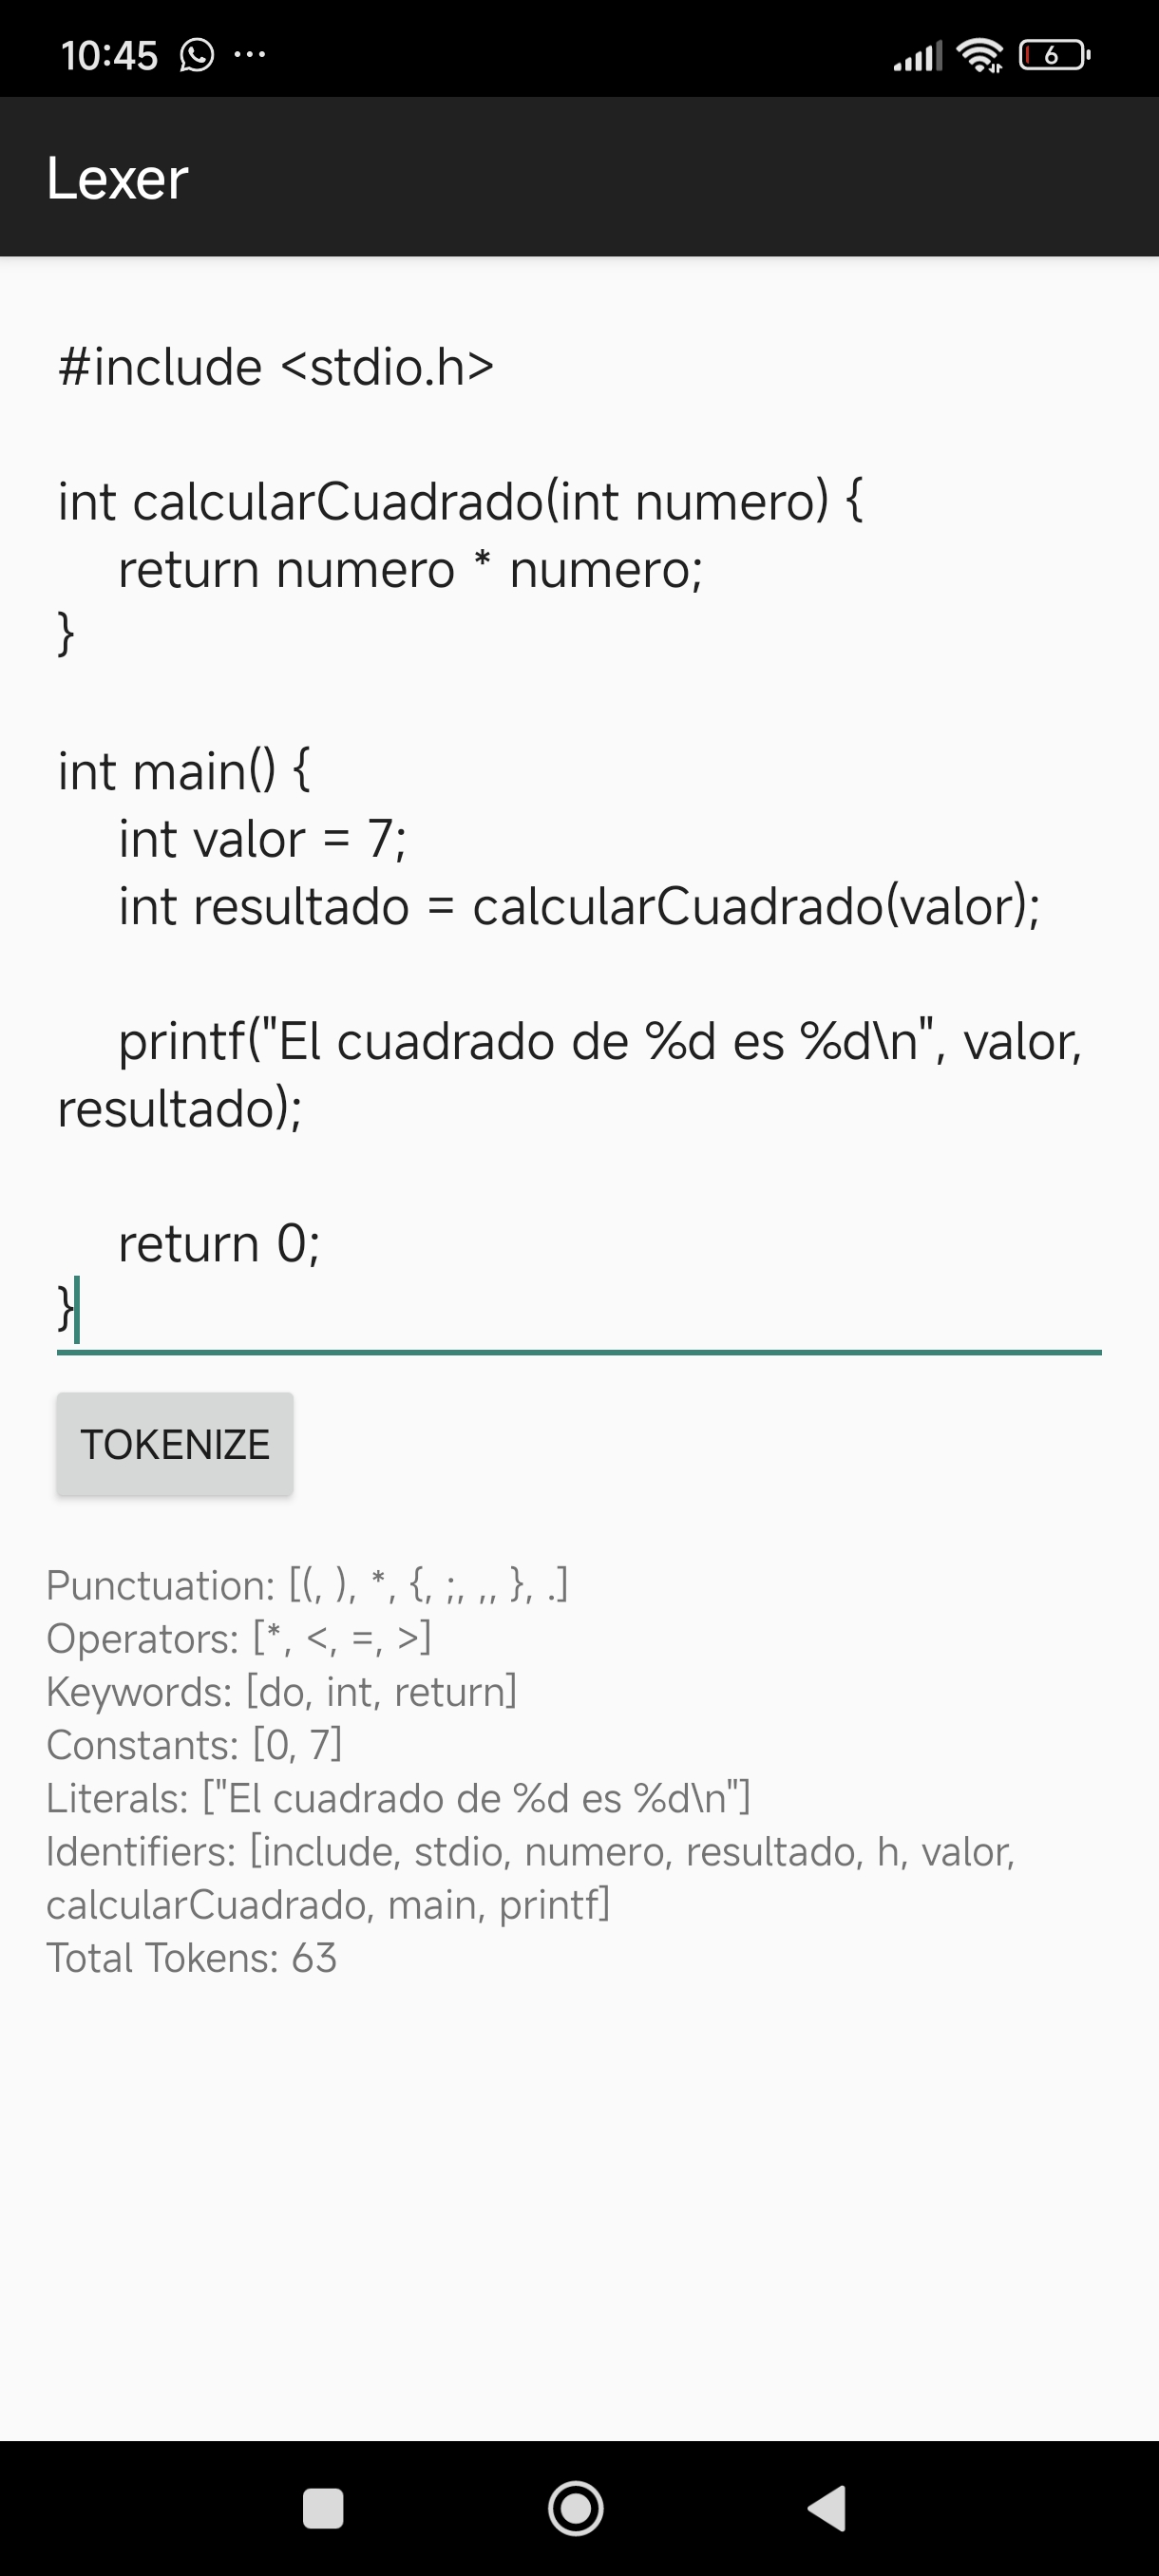 10:45 ...
6
Lexer
#include <stdio.h>
int calcularCuadrado(int numero) {
return numero * numero;
}
int main() {
int valor = 7;
int resultado = calcularCuadrado(valor);
printf("El cuadrado de %d es %d\n", valor,
resultado);
return 0;
}
TOKENIZE
Punctuation: [(, ), *, {, ;, ,, }, .]
Operators: [*, <, =, >]
Keywords: [do, int, return]
Constants: [0, 7]
Literals: ["El cuadrado de %d es %d\n"]
Identifiers: [include, stdio, numero, resultado, h, valor,
calcularCuadrado, main, printf]
Total Tokens: 63